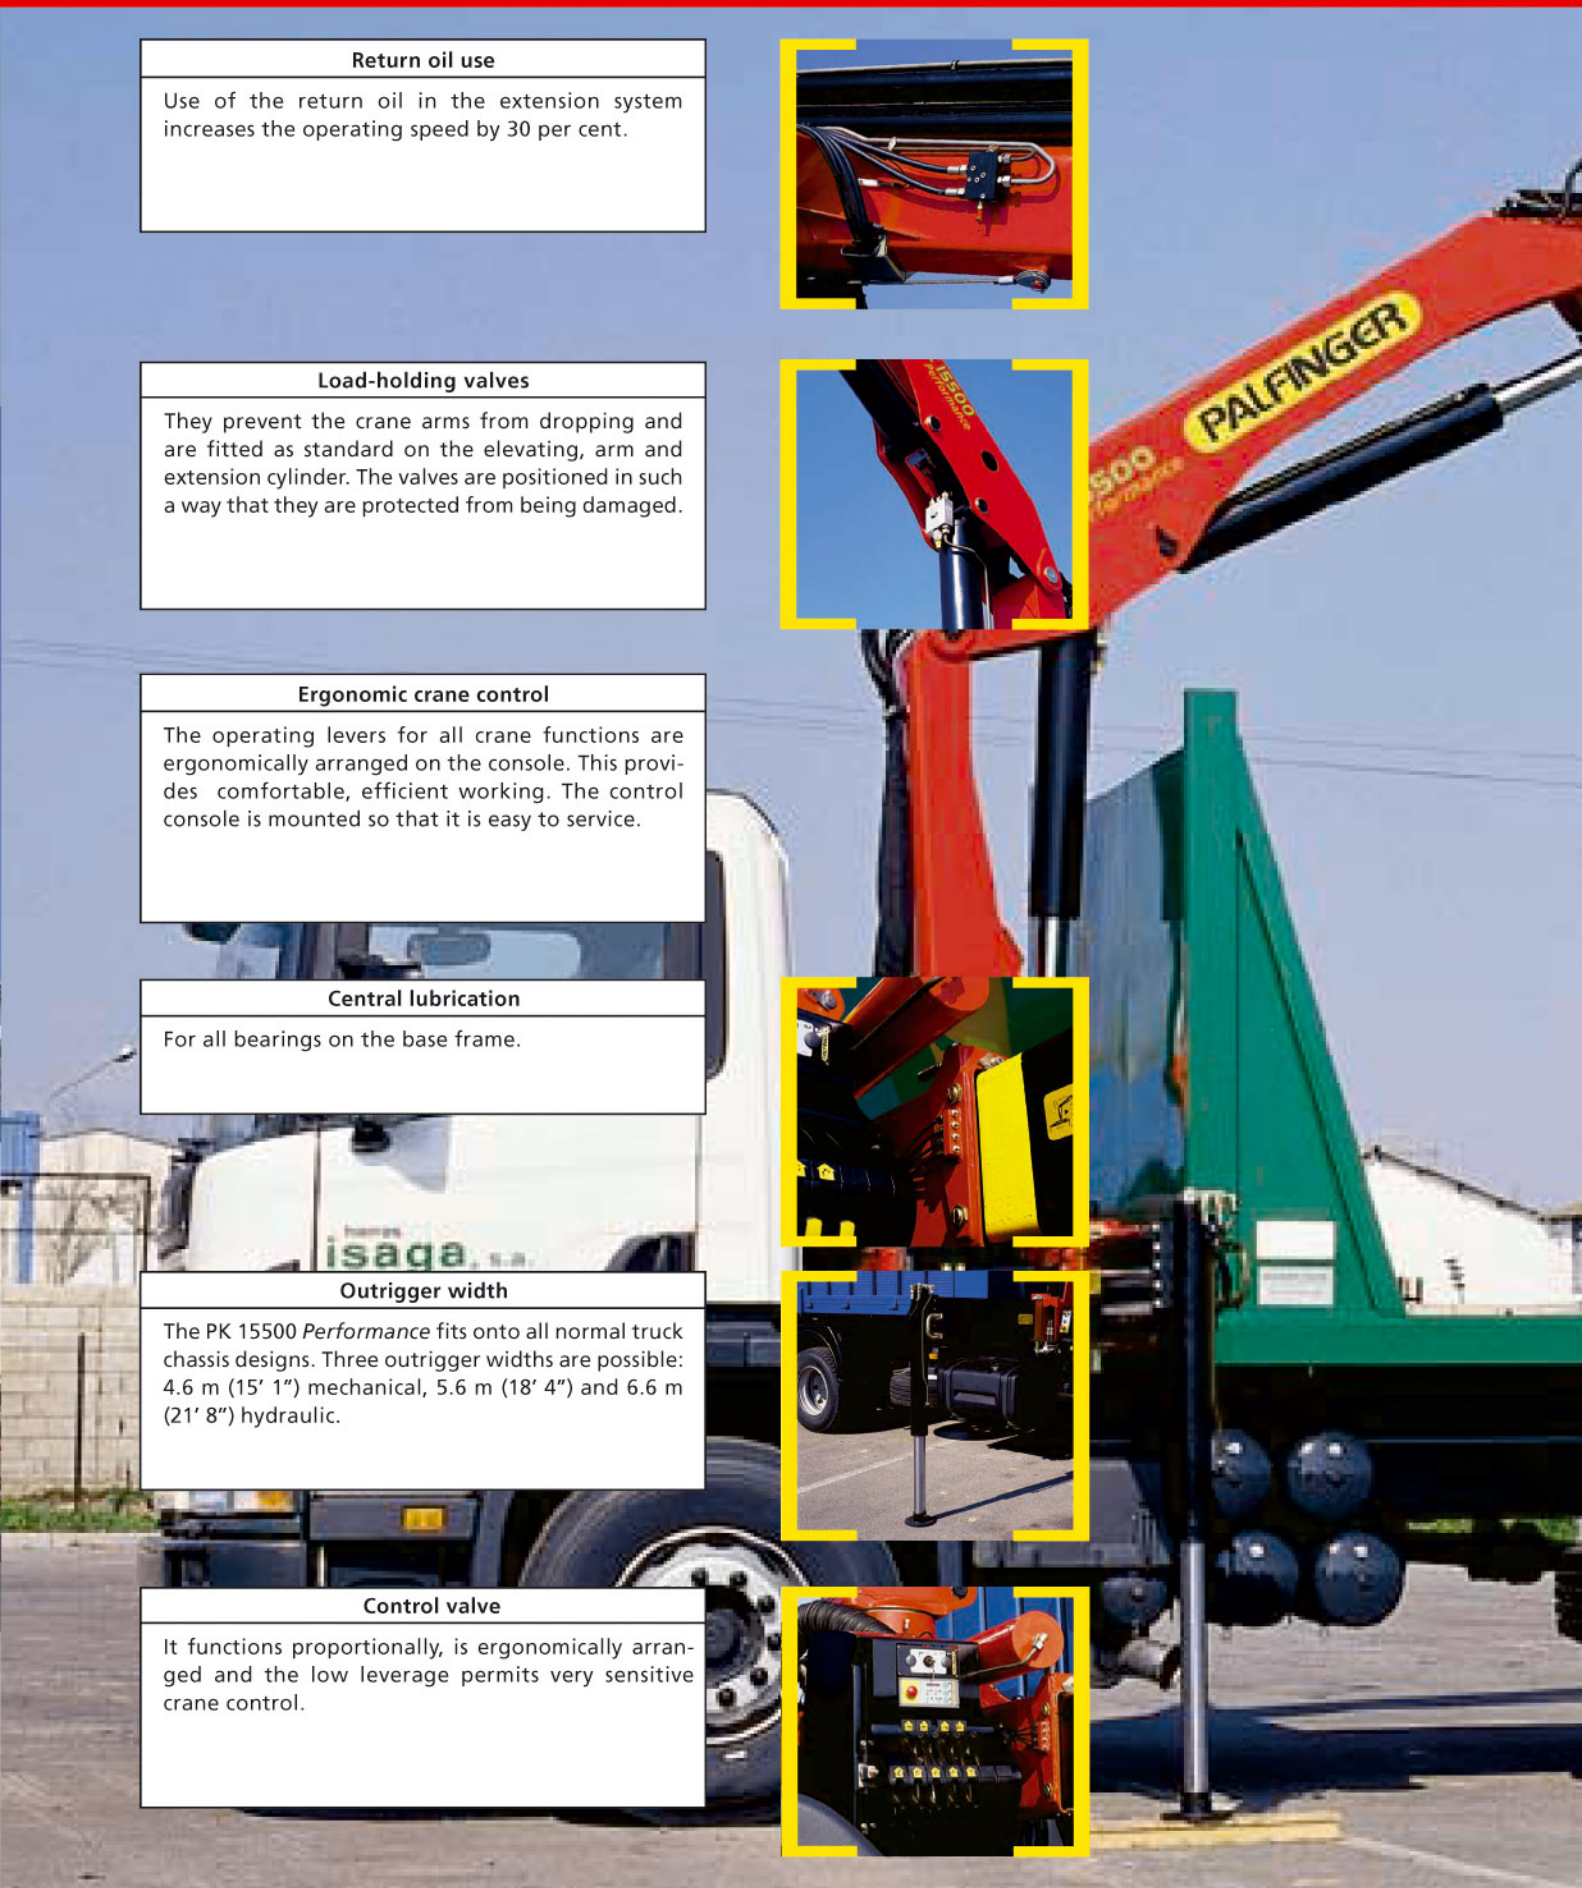 Return oil use
Use of the return oil in the extension system
increases the operating speed by 30 per cent.
Load-holding valves
They prevent the crane arms from dropping and
are fitted as standard on the elevating, arm and
extension cylinder. The valves are positioned in such
a way that they are protected from being damaged.
15500
Performance
PALFINGER
15500
Performance
Ergonomic crane control
The operating levers for all crane functions are
ergonomically arranged on the console. This provi-
des comfortable, efficient working. The control
console is mounted so that it is easy to service.
Central lubrication
For all bearings on the base frame.
isaga, s.a.
Outrigger width
The PK 15500 Performance fits onto all normal truck
chassis designs. Three outrigger widths are possible:
4.6 m (15’ 1”) mechanical, 5.6 m (18’ 4”) and 6.6 m
(21’ 8”) hydraulic.
Control valve
It functions proportionally, is ergonomically arran-
ged and the low leverage permits very sensitive
crane control.